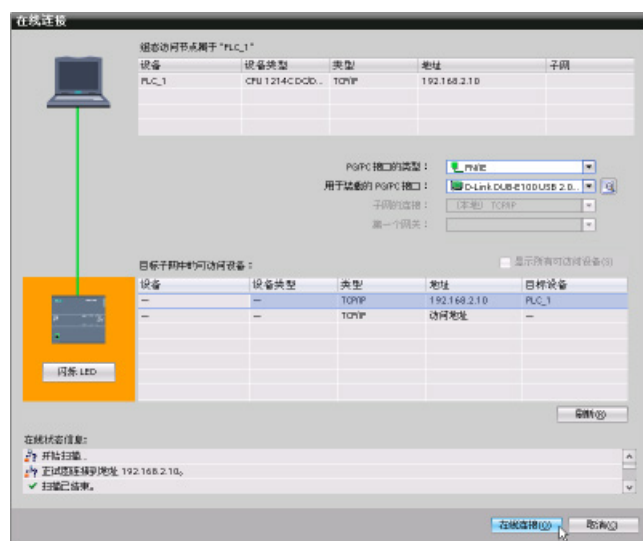 在线连接
组态访问节点属于 "PLC_1"
设备 设备类型 类型 地址 子网
PLC_1 CPU 1214C DC/D... TCP/IP 192.168.2.10
PG/PC 接口的类型：PN/IE
用于装载的 PG/PC 接口：D-Link DUB-E100 USB 2.0...
子网的连接：(本地) TCP/IP
第一个网关：
目标子网中的可访问设备：
显示所有可访问设备(S)
设备 设备类型 类型 地址 目标设备
— — TCP/IP 192.168.2.10 PLC_1
— — TCP/IP 访问地址 —
闪烁 LED
刷新(R)
在线状态信息：
开始扫描...
正试图连接到地址 192.168.2.10。
扫描已结束。
在线连接(O) 取消(C)